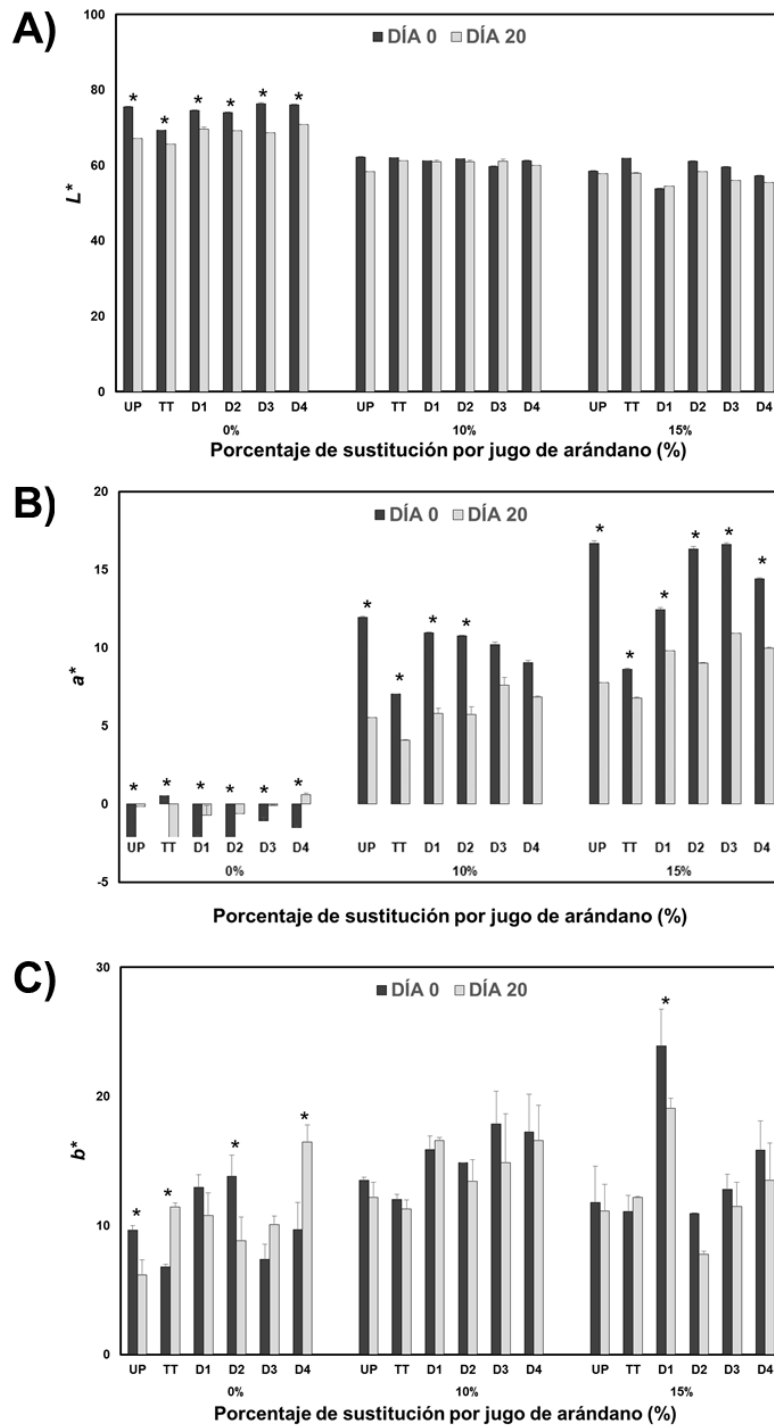 A)
100
80
60
40
20
0
L*
■ DÍA 0 □ DÍA 20
* * * * * *
UP TT D1 D2 D3 D4 UP TT D1 D2 D3 D4 UP TT D1 D2 D3 D4
0% 10% 15%
Porcentaje de sustitución por jugo de arándano (%)
B)
20
15
10
5
0
-5
a*
■ DÍA 0 □ DÍA 20
* * * * * * * * * * * * * * * *
UP TT D1 D2 D3 D4 UP TT D1 D2 D3 D4 UP TT D1 D2 D3 D4
0% 10% 15%
Porcentaje de sustitución por jugo de arándano (%)
C)
30
20
10
0
b*
■ DÍA 0 □ DÍA 20
* * * * *
UP TT D1 D2 D3 D4 UP TT D1 D2 D3 D4 UP TT D1 D2 D3 D4
0% 10% 15%
Porcentaje de sustitución por jugo de arándano (%)